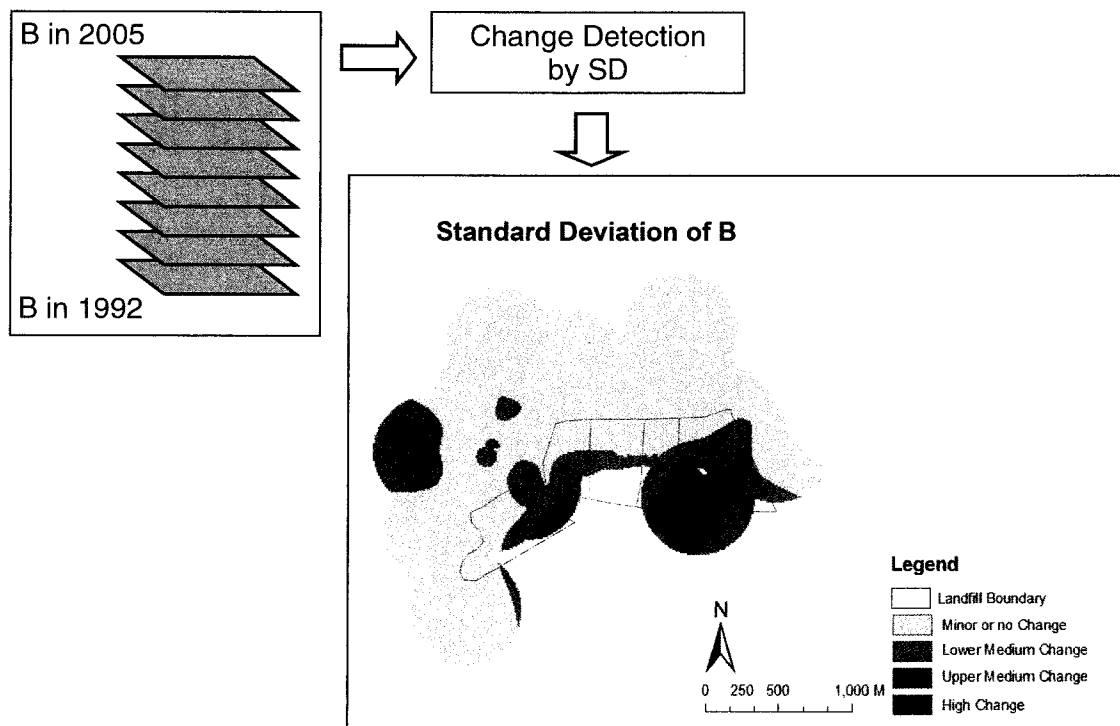 B in 2005
B in 1992
Change Detection
by SD
Standard Deviation of B
N
0 250 500 1,000 M
Legend
Landfill Boundary
Minor or no Change
Lower Medium Change
Upper Medium Change
High Change